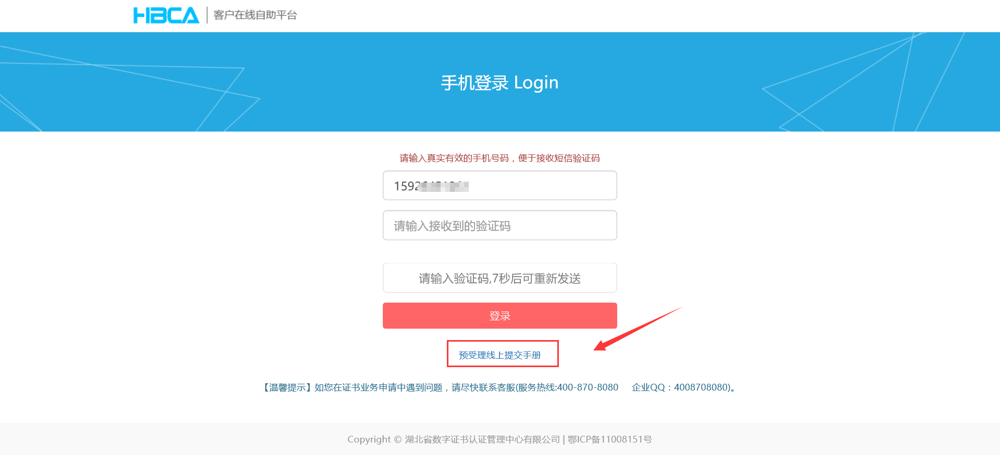 HBCA | 客户在线自助平台
手机登录 Login
请输入真实有效的手机号码，便于接收短信验证码
1592
请输入接收到的验证码
请输入验证码,7秒后可重新发送
登录
预受理线上提交手册
【温馨提示】如您在证书业务申请中遇到问题，请尽快联系客服(服务热线:400-870-8080 企业QQ：4008708080)。
Copyright © 湖北省数字证书认证管理中心有限公司 | 鄂ICP备11008151号